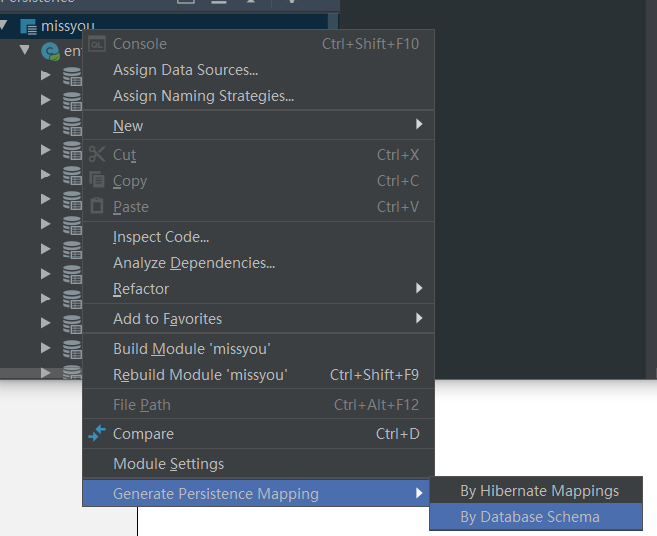 missyou
Console Ctrl+Shift+F10
Assign Data Sources...
Assign Naming Strategies...
New
Cut Ctrl+X
Copy Ctrl+C
Paste Ctrl+V
Inspect Code...
Analyze Dependencies...
Refactor
Add to Favorites
Build Module 'missyou'
Rebuild Module 'missyou' Ctrl+Shift+F9
File Path Ctrl+Alt+F12
Compare Ctrl+D
Module Settings
Generate Persistence Mapping
By Hibernate Mappings
By Database Schema